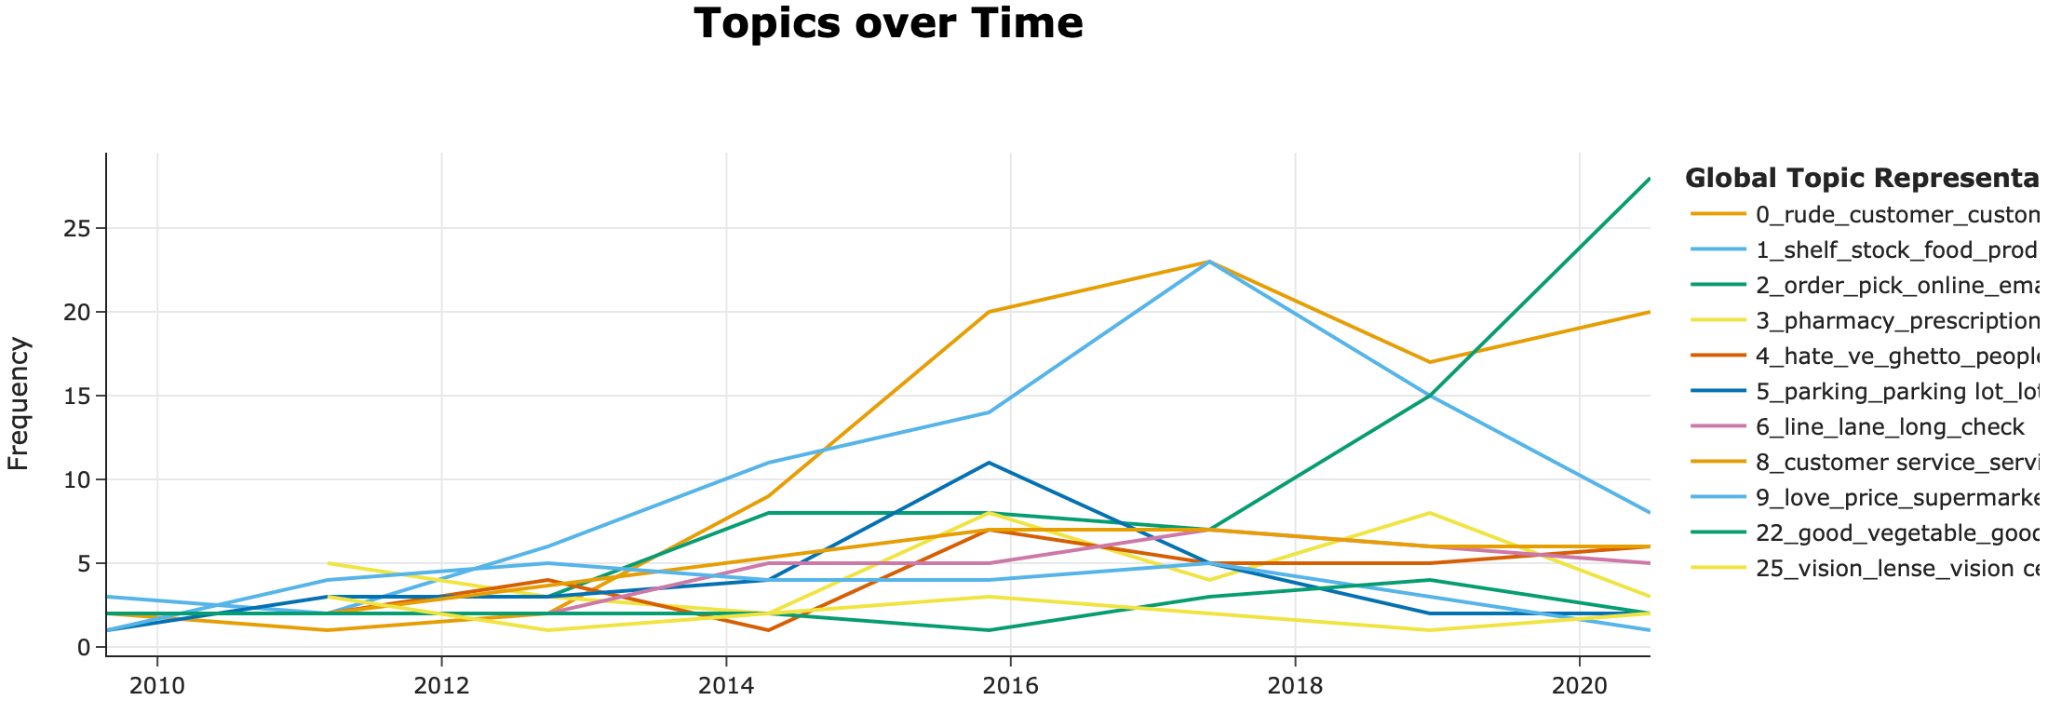 Topics over Time
Frequency
25
20
15
10
5
0
2010
2012
2014
2016
2018
2020
Global Topic Representa
0_rude_customer_custon
1_shelf_stock_food_prod
2_order_pick_online_ema
3_pharmacy_prescription
4_hate_ve_ghetto_people
5_parking_parking lot_lot
6_line_lane_long_check
8_customer service_servi
9_love_price_supermarke
22_good_vegetable_good
25_vision_lense_vision ce